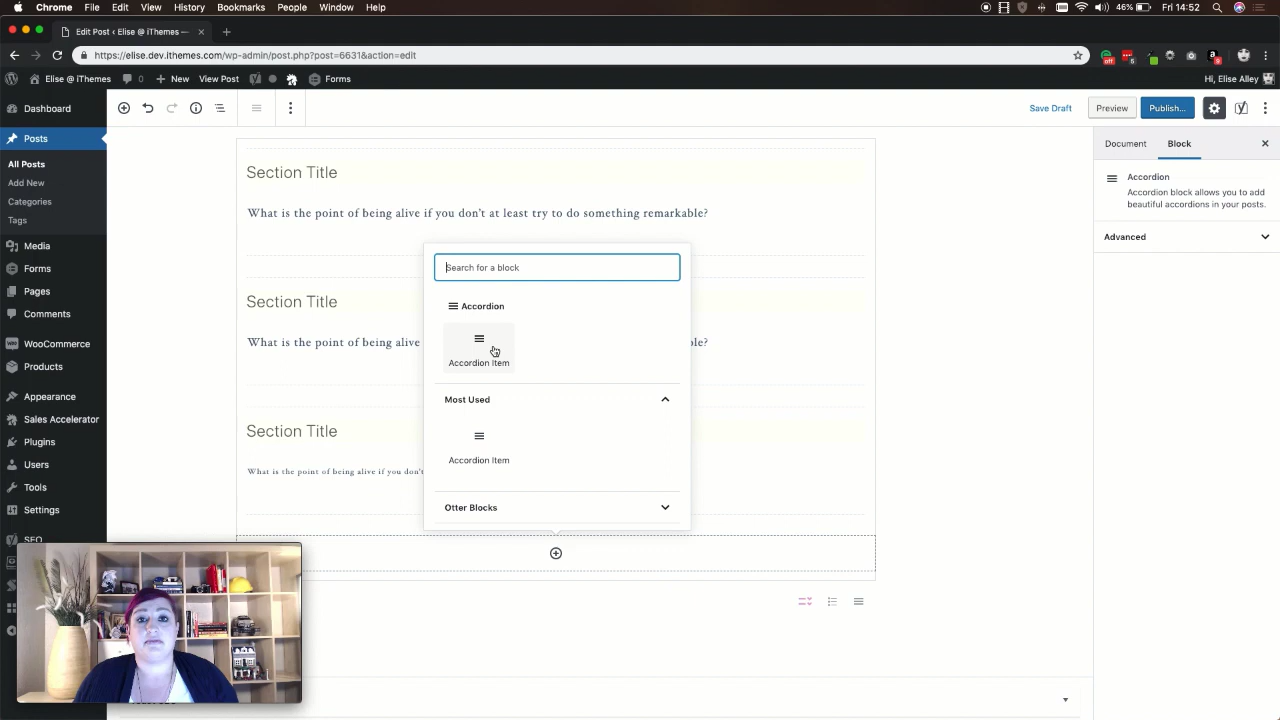 Chrome File Edit View History Bookmarks People Window Help
46% Fri 14:52
Edit Post ‹ Elise @ iThemes —
https://elise.dev.ithemes.com/wp-admin/post.php?post=6631&action=edit
Elise @ iThemes 0 New View Post Forms Hi, Elise Alley
Dashboard
Posts
All Posts
Add New
Categories
Tags
Media
Forms
Pages
Comments
WooCommerce
Products
Appearance
Sales Accelerator
Plugins
Users
Tools
Settings
SEO
Save Draft Preview Publish...
Section Title
What is the point of being alive if you don't at least try to do something remarkable?
Section Title
What is the point of being alive
Section Title
What is the point of being alive if you don't
Search for a block
Accordion
Accordion Item
Most Used
Accordion Item
Otter Blocks
Document Block
Accordion
Accordion block allows you to add
beautiful accordions in your posts.
Advanced